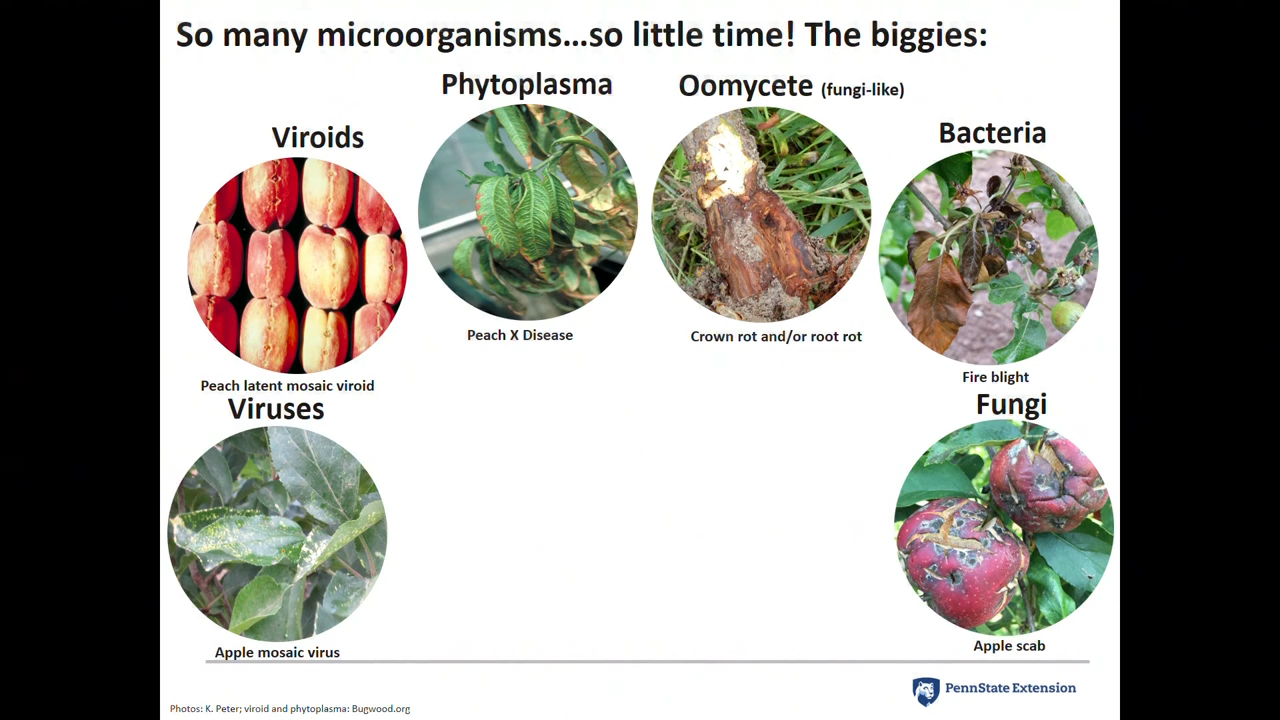 So many microorganisms...so little time! The biggies:
Phytoplasma
Oomycete (fungi-like)
Viroids
Bacteria
Peach X Disease
Crown rot and/or root rot
Peach latent mosaic viroid
Fire blight
Viruses
Fungi
Apple mosaic virus
Apple scab
PennState Extension
Photos: K. Peter; viroid and phytoplasma: Bugwood.org